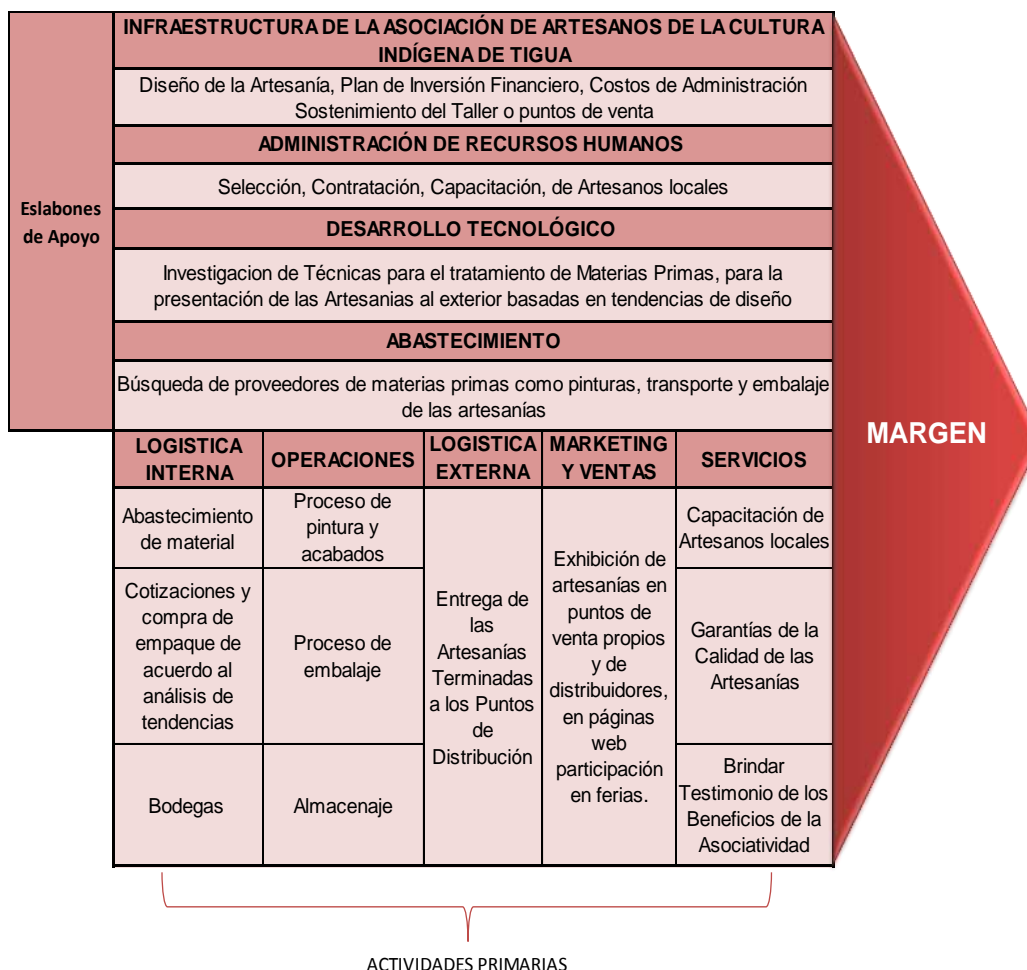 INFRAESTRUCTURA DE LA ASOCIACIÓN DE ARTESANOS DE LA CULTURA
INDÍGENA DE TIGUA
Diseño de la Artesanía, Plan de Inversión Financiero, Costos de Administración
Sostenimiento del Taller o puntos de venta
ADMINISTRACIÓN DE RECURSOS HUMANOS
Selección, Contratación, Capacitación, de Artesanos locales
Eslabones
de Apoyo
DESARROLLO TECNOLÓGICO
Investigacion de Técnicas para el tratamiento de Materias Primas, para la
presentación de las Artesanias al exterior basadas en tendencias de diseño
ABASTECIMIENTO
Búsqueda de proveedores de materias primas como pinturas, transporte y embalaje
de las artesanías
MARGEN
LOGISTICA
INTERNA
OPERACIONES
LOGISTICA
EXTERNA
MARKETING
Y VENTAS
SERVICIOS
Abastecimiento
de material
Proceso de
pintura y
acabados
Entrega de
las
Artesanías
Terminadas
a los Puntos
de
Distribución
Exhibición de
artesanías en
puntos de
venta propios
y de
distribuidores,
en páginas
web
participación
en ferias.
Capacitación de
Artesanos locales
Cotizaciones y
compra de
empaque de
acuerdo al
análisis de
tendencias
Proceso de
embalaje
Garantías de la
Calidad de las
Artesanías
Bodegas
Almacenaje
Brindar
Testimonio de los
Beneficios de la
Asociatividad
ACTIVIDADES PRIMARIAS